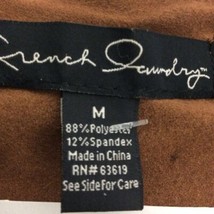 French Laundry
M
88% Polyester
12% Spandex
Made in China
RN# 63619
See Side For Care